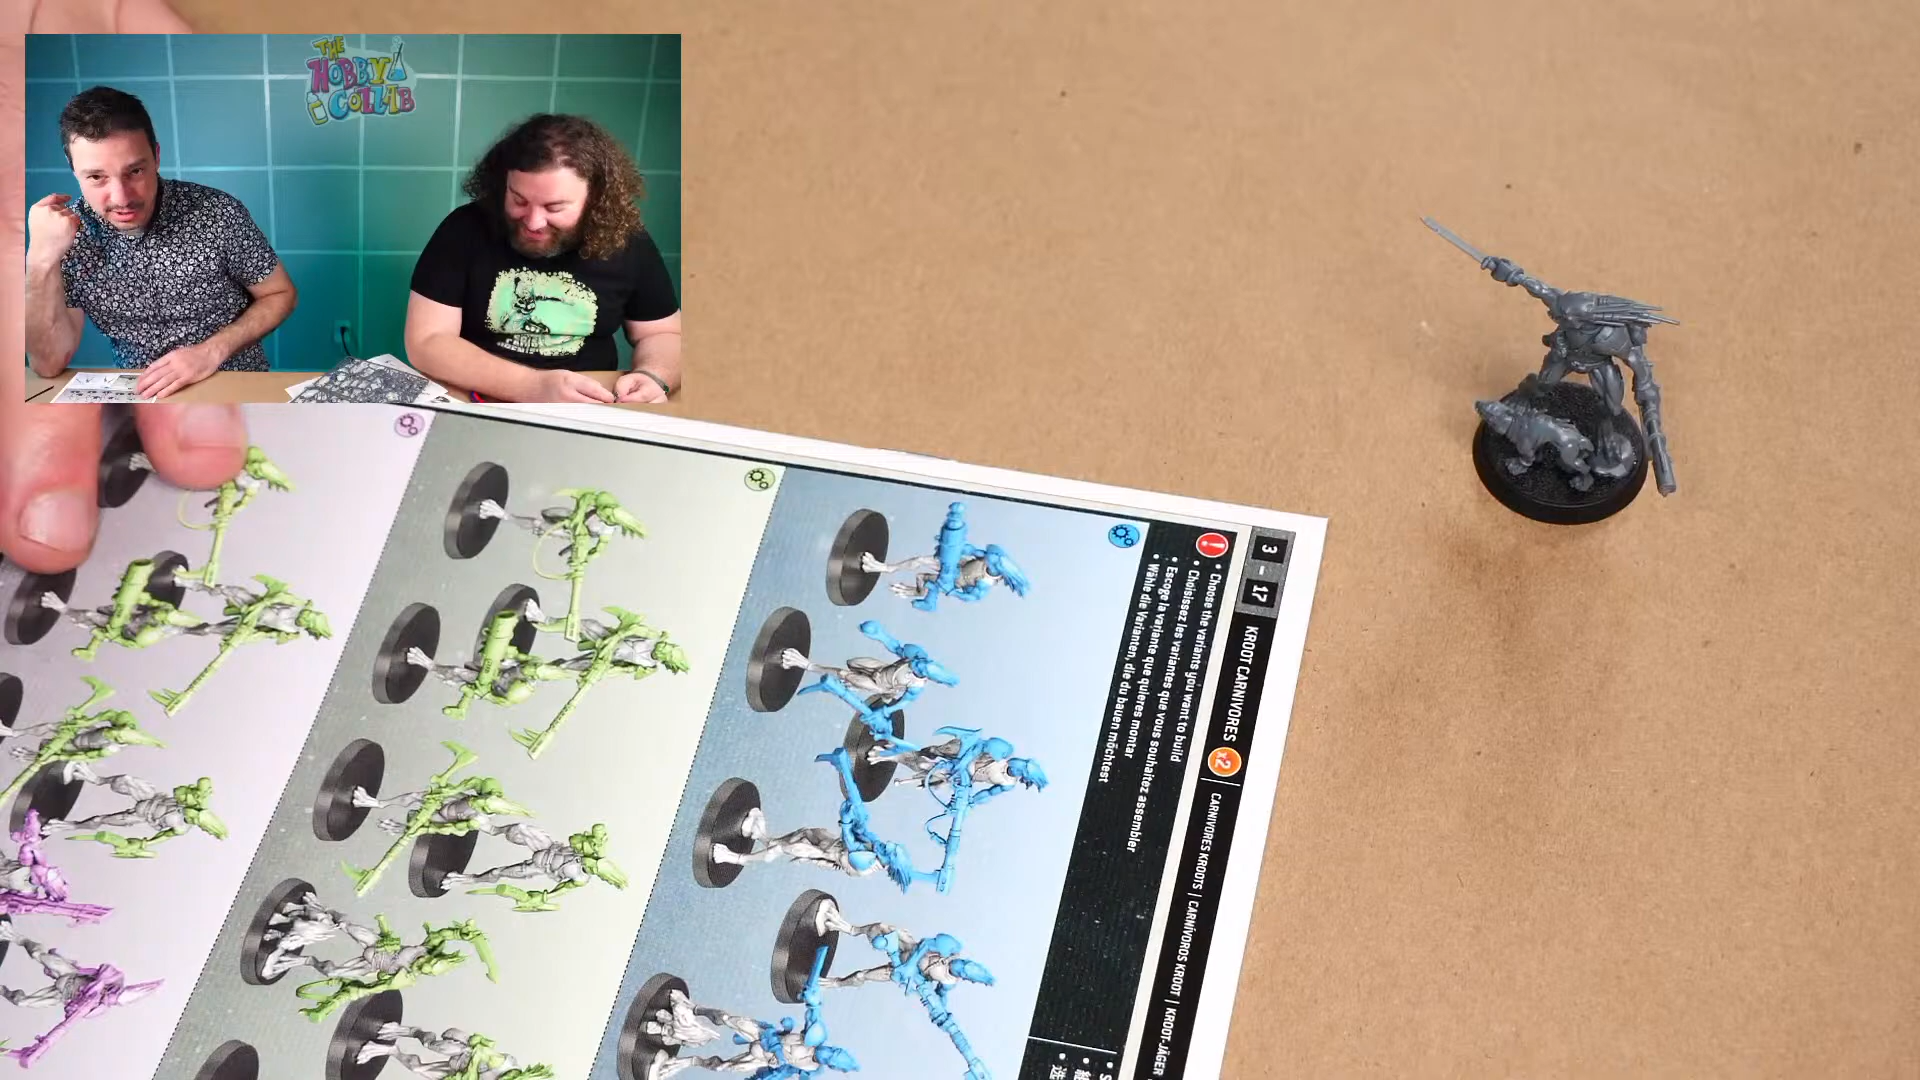 THE
HOBBY
COLLAB
3 - 17 KROOT CARNIVORES x2 CARNIVORES KROOTS | CARNÍVOROS KROOT | KROOT-JÄGER
! • Choose the variants you want to build
• Choisissez les variantes que vous souhaitez assembler
• Escoge la variante que quieres montar
• Wähle die Varianten, die du bauen möchtest